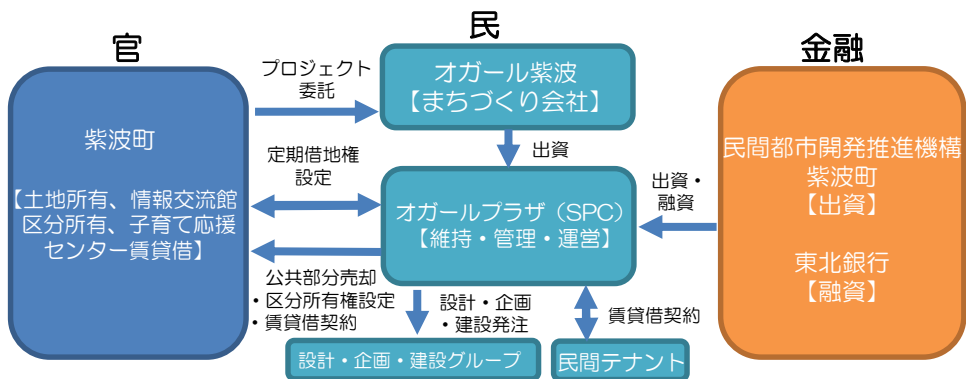 官
民
金融
プロジェクト
委託
オガール紫波
【まちづくり会社】
紫波町
【土地所有、情報交流館
区分所有、子育て応援
センター賃貸借】
定期借地権
設定
出資
オガールプラザ（SPC）
【維持・管理・運営】
出資・
融資
民間都市開発推進機構
紫波町
【出資】
東北銀行
【融資】
公共部分売却
・区分所有権設定
・賃貸借契約
設計・企画
・建設発注
賃貸借契約
設計・企画・建設グループ
民間テナント